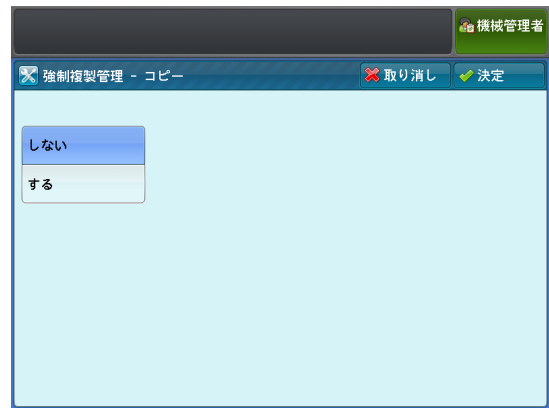 機械管理者
強制複製管理 - コピー
取り消し
決定
しない
する